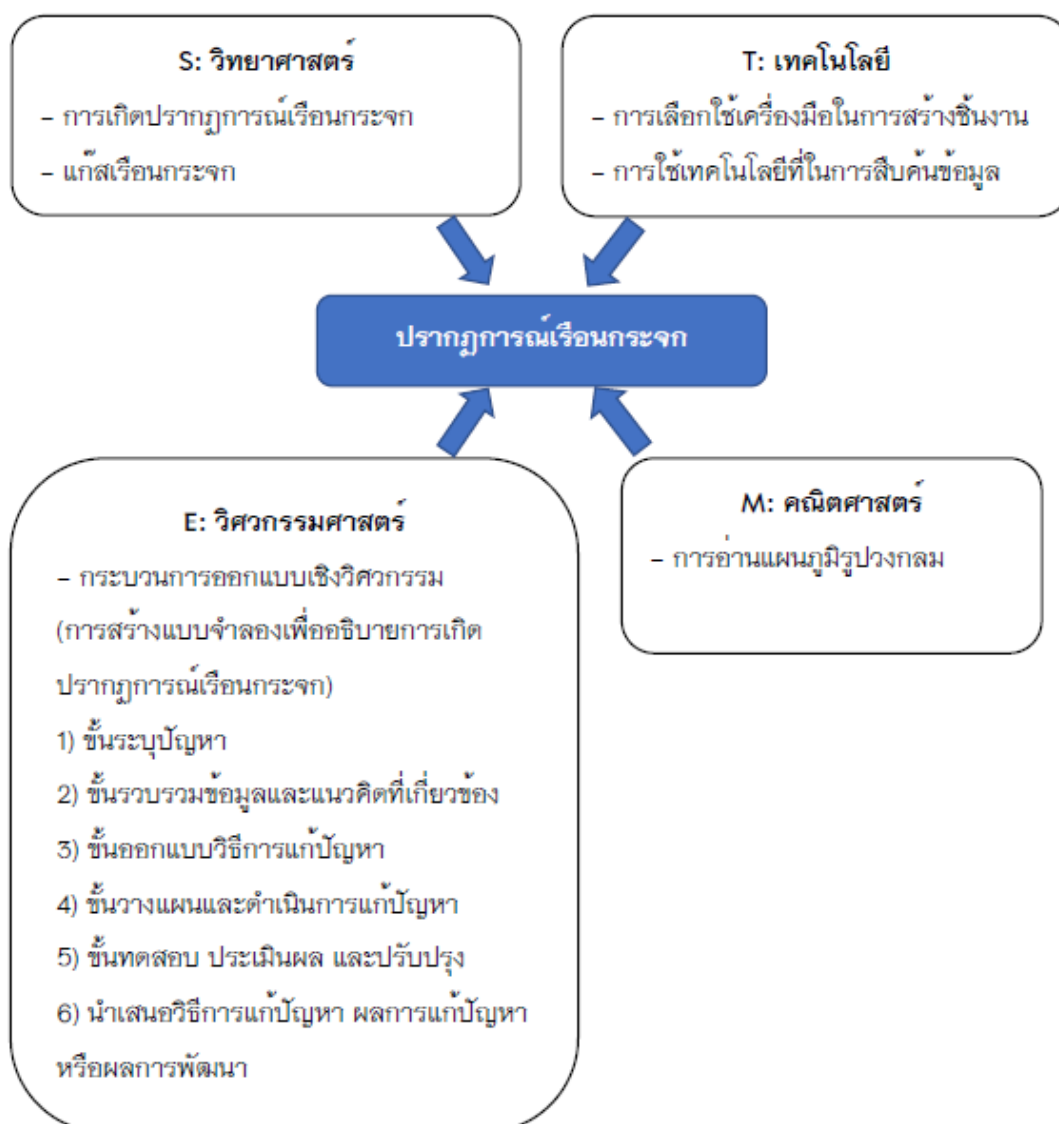 S: วิทยาศาสตร์
– การเกิดปรากฏการณ์เรือนกระจก
– แก๊สเรือนกระจก
T: เทคโนโลยี
– การเลือกใช้เครื่องมือในการสร้างชิ้นงาน
– การใช้เทคโนโลยีที่ในการสืบค้นข้อมูล
ปรากฏการณ์เรือนกระจก
E: วิศวกรรมศาสตร์
– กระบวนการออกแบบเชิงวิศวกรรม
(การสร้างแบบจำลองเพื่ออธิบายการเกิด
ปรากฏการณ์เรือนกระจก)
1) ขั้นระบุปัญหา
2) ขั้นรวบรวมข้อมูลและแนวคิดที่เกี่ยวข้อง
3) ขั้นออกแบบวิธีการแก้ปัญหา
4) ขั้นวางแผนและดำเนินการแก้ปัญหา
5) ขั้นทดสอบ ประเมินผล และปรับปรุง
6) นำเสนอวิธีการแก้ปัญหา ผลการแก้ปัญหา
หรือผลการพัฒนา
M: คณิตศาสตร์
– การอ่านแผนภูมิรูปวงกลม